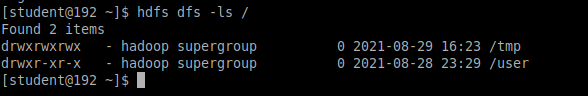 [student@192 ~]$ hdfs dfs -ls /
Found 2 items
drwxrwxrwx   - hadoop supergroup          0 2021-08-29 16:23 /tmp
drwxr-xr-x   - hadoop supergroup          0 2021-08-28 23:29 /user
[student@192 ~]$